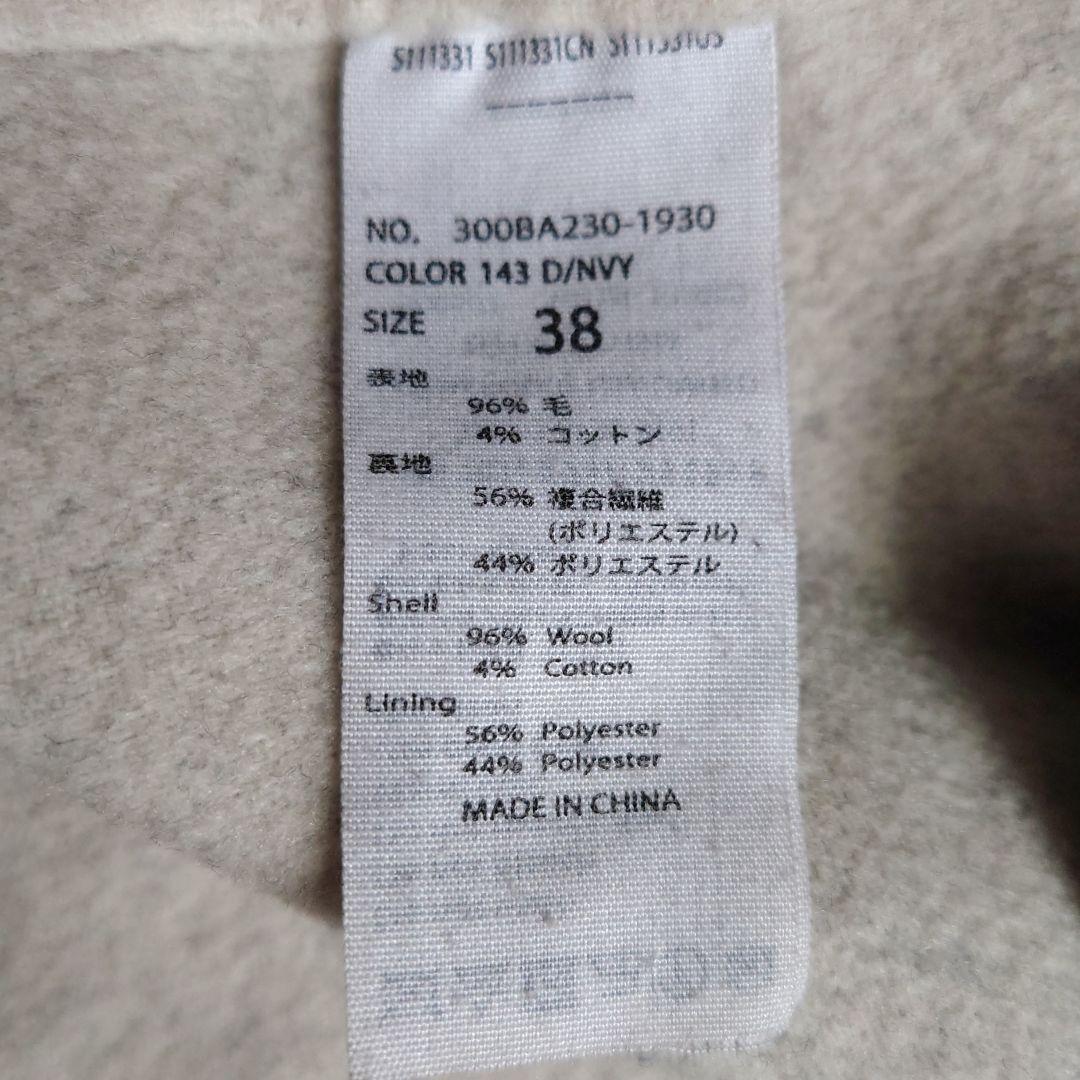 S111331 S111331CN S111331US
-------
NO. 300BA230-1930
COLOR 143 D/NVY
SIZE 38
表地
96% 毛
4% コットン
裏地
56% 複合繊維
(ポリエステル)、
44% ポリエステル
Shell
96% Wool
4% Cotton
Lining
56% Polyester
44% Polyester
MADE IN CHINA